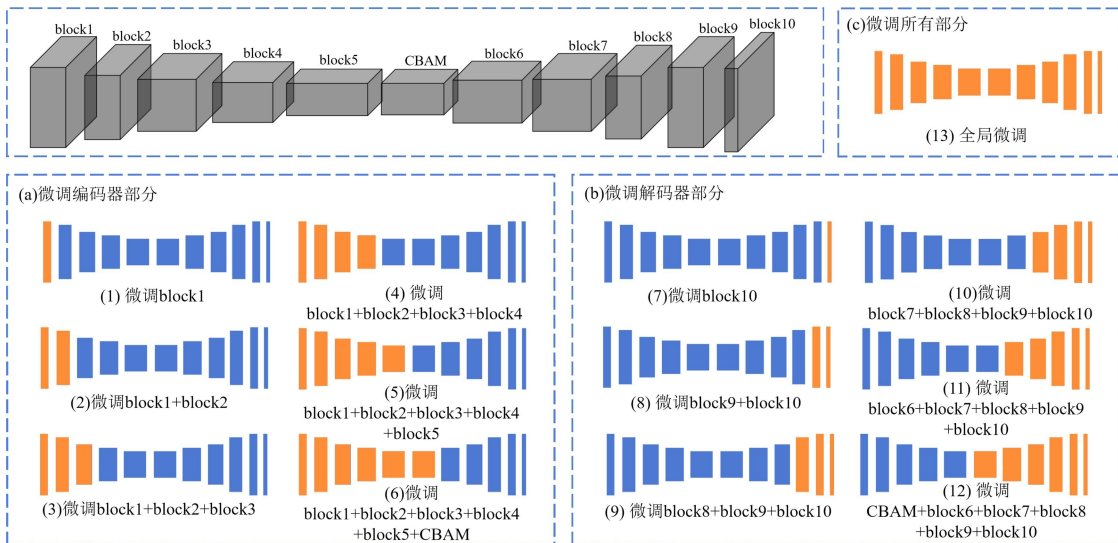 block1
block2
block3
block4
block5
CBAM
block6
block7
block8
block9
block10
(c)微调所有部分
(13) 全局微调
(a)微调编码器部分
(1) 微调block1
(2)微调block1+block2
(3)微调block1+block2+block3
(4) 微调
block1+block2+block3+block4
(5)微调
block1+block2+block3+block4
+block5
(6)微调
block1+block2+block3+block4
+block5+CBAM
(b)微调解码器部分
(7)微调block10
(8) 微调block9+block10
(9) 微调block8+block9+block10
(10)微调
block7+block8+block9+block10
(11) 微调
block6+block7+block8+block9
+block10
(12) 微调
CBAM+block6+block7+block8
+block9+block10